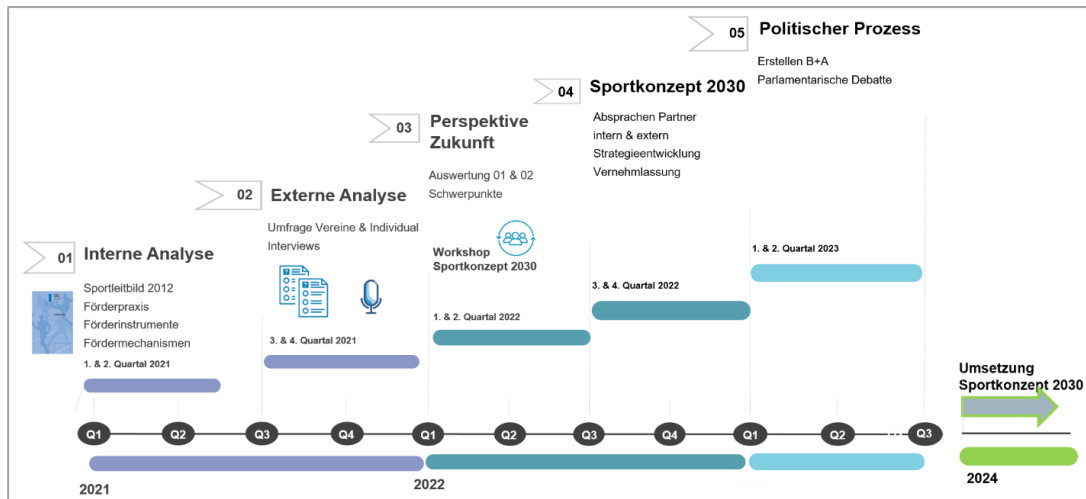 05
Politischer Prozess
Erstellen B+A
Parlamentarische Debatte
04
Sportkonzept 2030
Absprachen Partner
intern & extern
Strategieentwicklung
Vernehmlassung
03
Perspektive
Zukunft
Auswertung 01 & 02
Schwerpunkte
02
Externe Analyse
Umfrage Vereine & Individual
Interviews
Workshop
Sportkonzept 2030
01
Interne Analyse
Sportleitbild 2012
Förderpraxis
Förderinstrumente
Fördermechanismen
1. & 2. Quartal 2021
3. & 4. Quartal 2021
1. & 2. Quartal 2022
3. & 4. Quartal 2022
1. & 2. Quartal 2023
Umsetzung
Sportkonzept 2030
Q1 Q2 Q3 Q4 Q1 Q2 Q3 Q4 Q1 Q2 Q3
2021 2022 2024